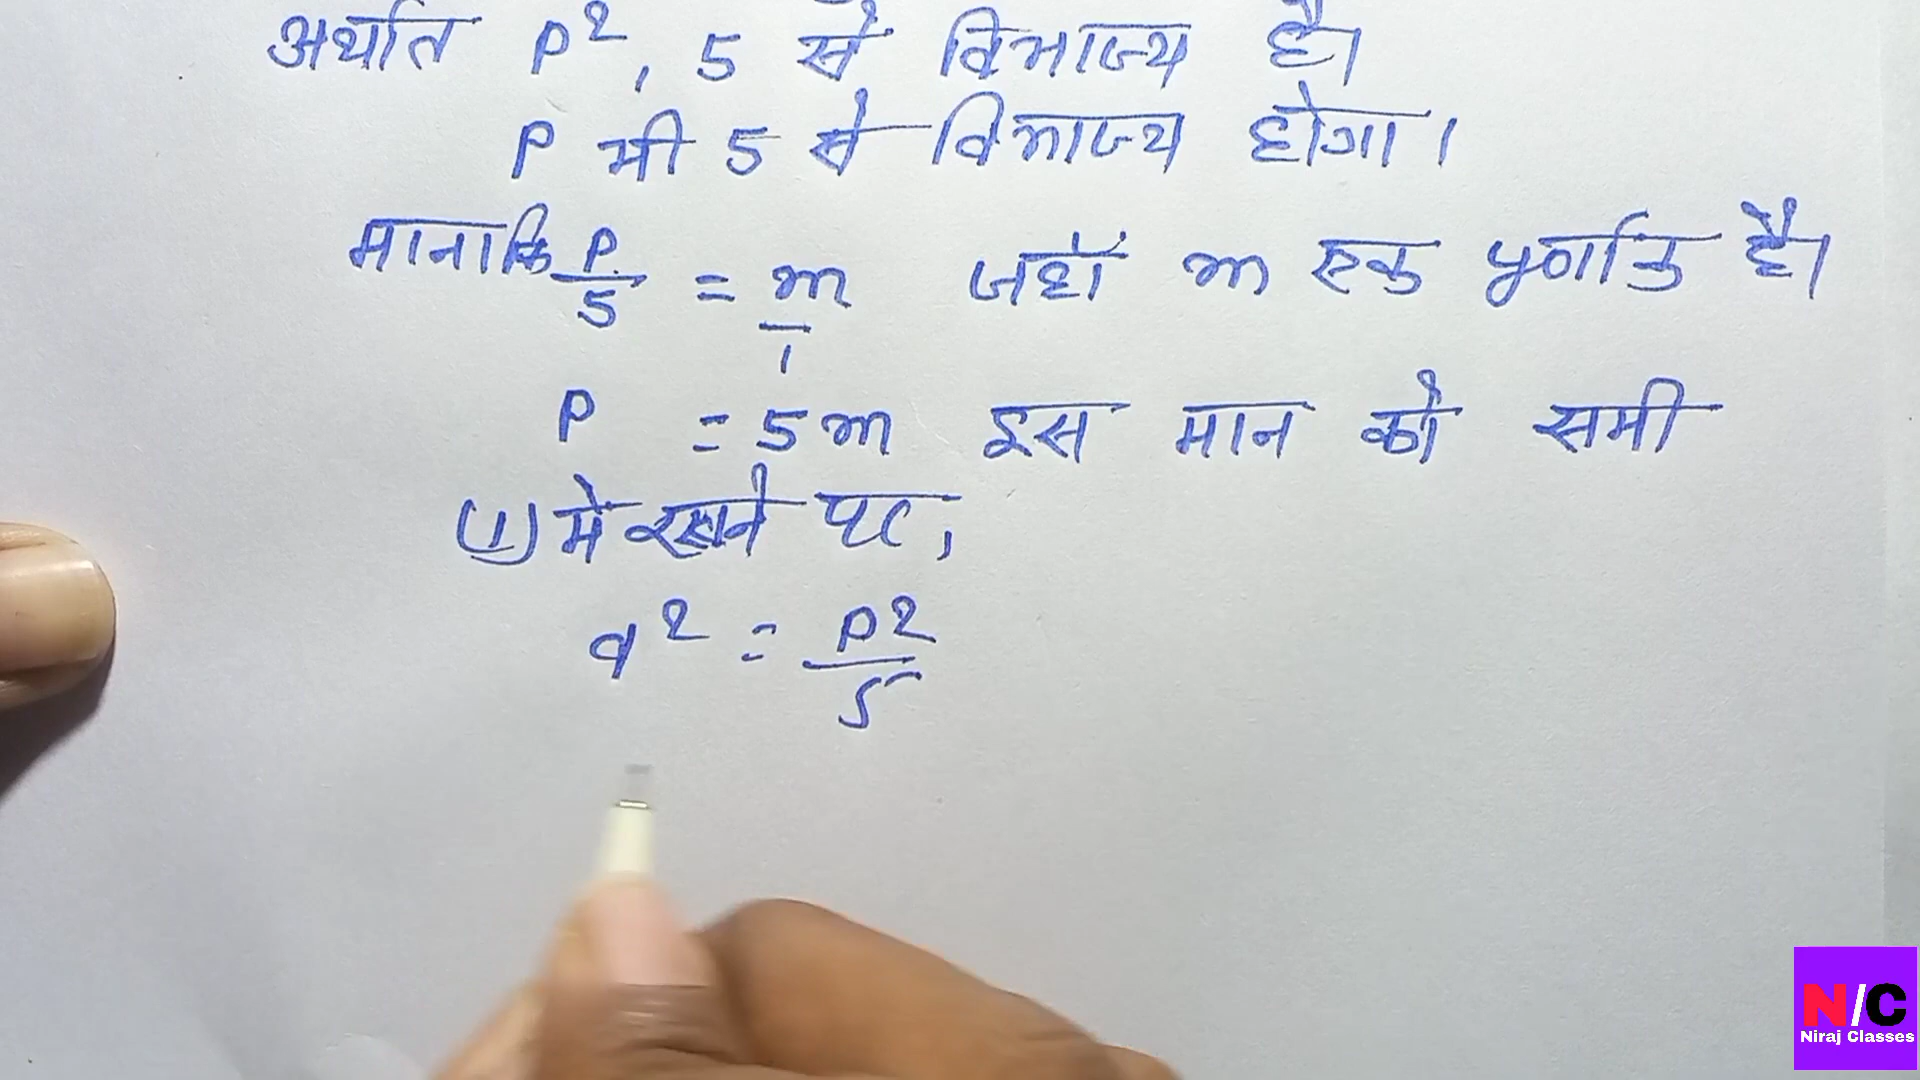 अर्थात P², 5 से विभाज्य है।
P भी 5 से विभाज्य होगा।
माना कि P/5 = m/1 जहाँ m एक पूर्णांक है।
P = 5m इस मान को समी
(1) में रखने पर,
q² = P²/5
N/C
Niraj Classes